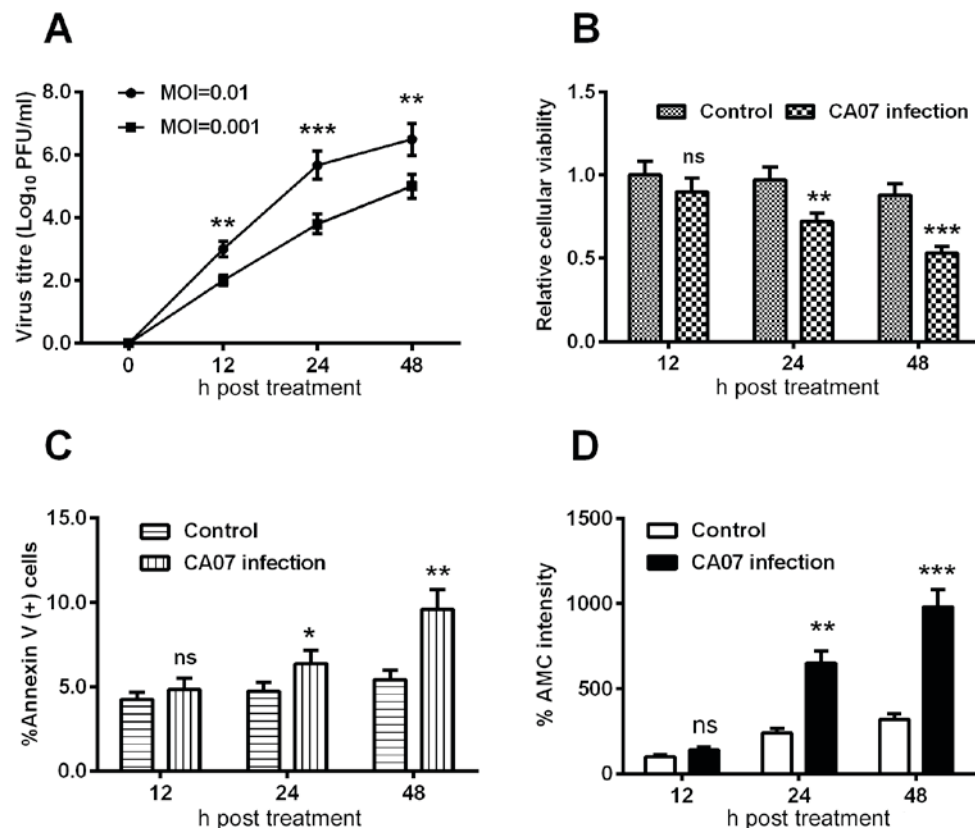 A
MOI=0.01
MOI=0.001
Virus titre (Log₁₀ PFU/ml)
8.0
6.0
4.0
2.0
0.0
**
***
**
0 12 24 48
h post treatment
B
Control CA07 infection
Relative cellular viability
1.5
1.0
0.5
0.0
ns
**
***
12 24 48
h post treatment
C
Control
CA07 infection
%Annexin V (+) cells
15.0
10.0
5.0
0.0
ns
*
**
12 24 48
h post treatment
D
Control
CA07 infection
% AMC intensity
1500
1000
500
0
ns
**
***
12 24 48
h post treatment